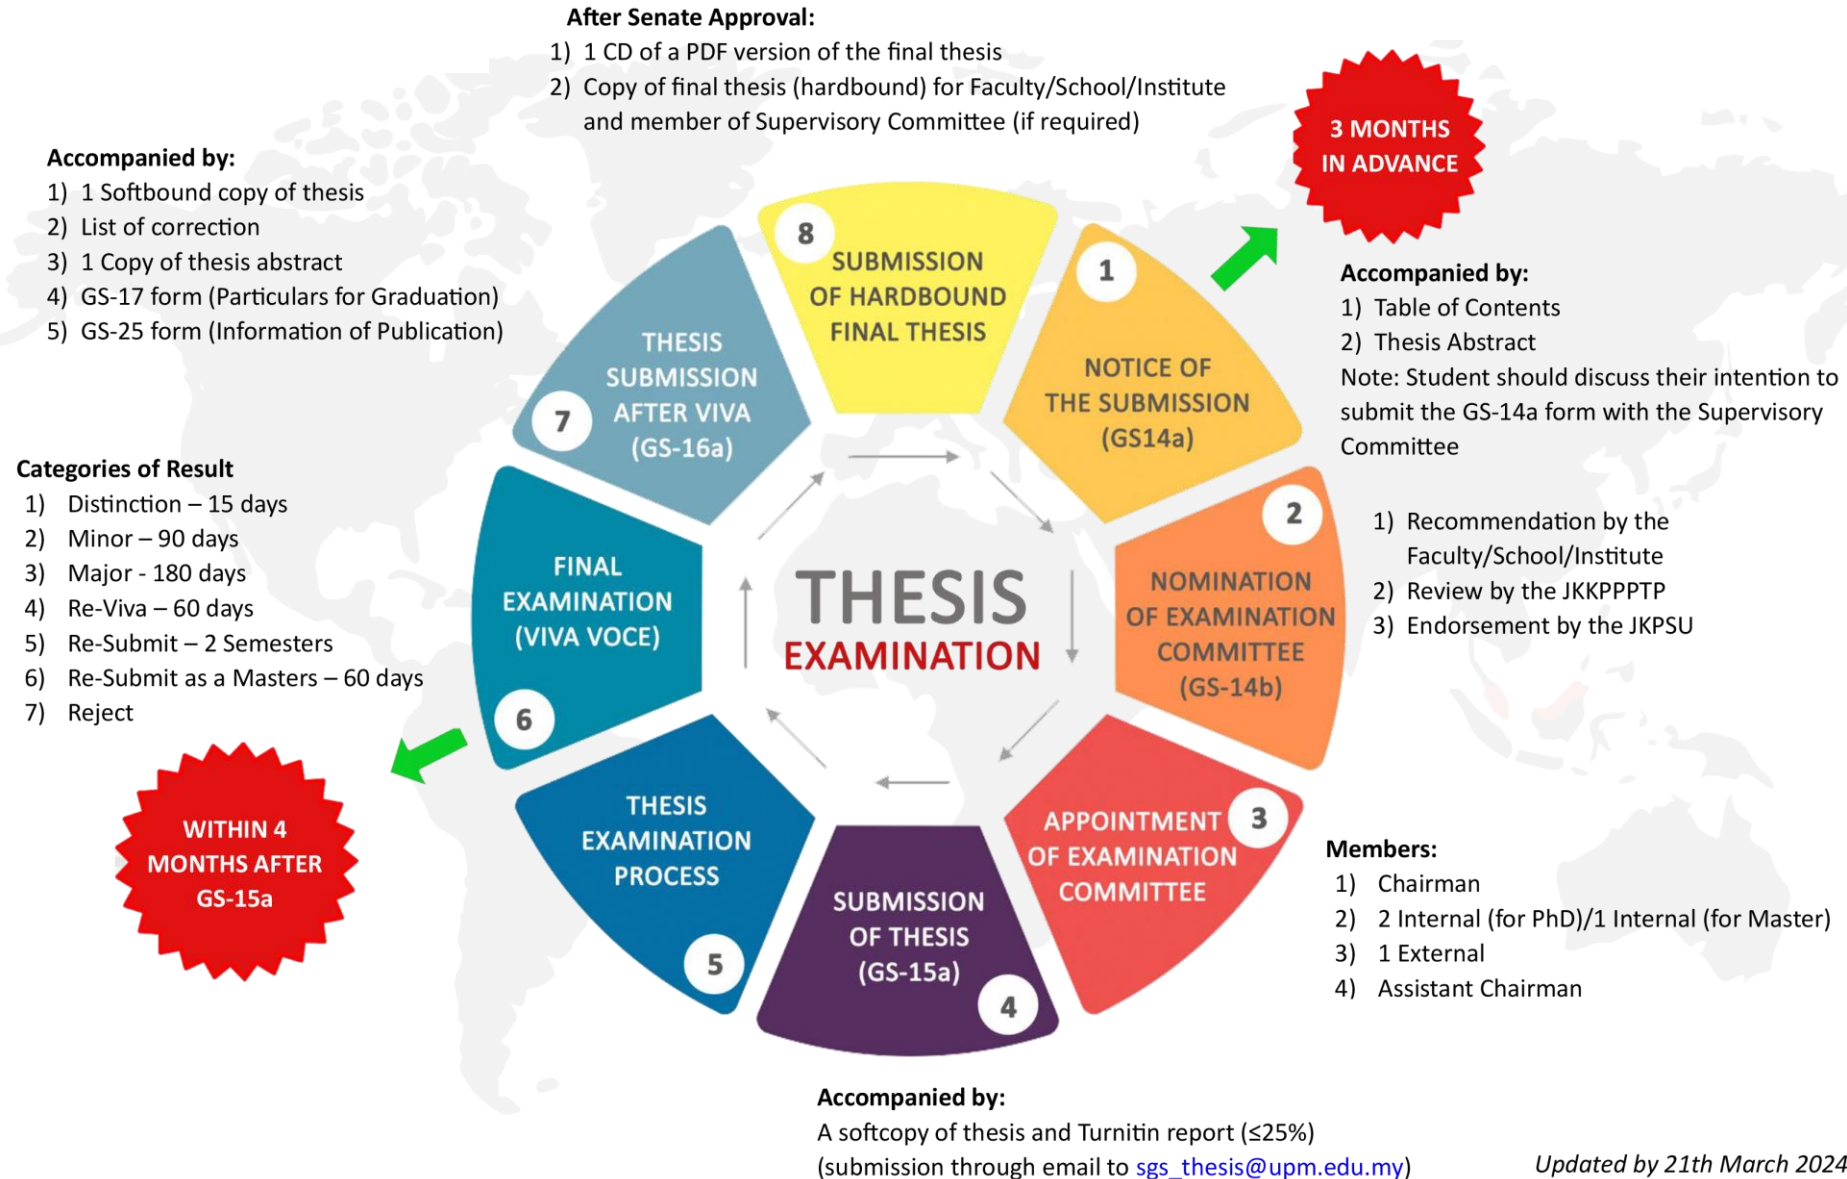 After Senate Approval:
1) 1 CD of a PDF version of the final thesis
2) Copy of final thesis (hardbound) for Faculty/School/Institute
and member of Supervisory Committee (if required)
3 MONTHS
IN ADVANCE
Accompanied by:
1) 1 Softbound copy of thesis
2) List of correction
3) 1 Copy of thesis abstract
4) GS-17 form (Particulars for Graduation)
5) GS-25 form (Information of Publication)
8
SUBMISSION
OF HARDBOUND
FINAL THESIS
1
NOTICE OF
THE SUBMISSION
(GS14a)
Accompanied by:
1) Table of Contents
2) Thesis Abstract
Note: Student should discuss their intention to
submit the GS-14a form with the Supervisory
Committee
THESIS
SUBMISSION
AFTER VIVA
(GS-16a)
7
Categories of Result
1) Distinction – 15 days
2) Minor – 90 days
3) Major - 180 days
4) Re-Viva – 60 days
5) Re-Submit – 2 Semesters
6) Re-Submit as a Masters – 60 days
7) Reject
2
NOMINATION
OF EXAMINATION
COMMITTEE
(GS-14b)
1) Recommendation by the
Faculty/School/Institute
2) Review by the JKKPPPTP
3) Endorsement by the JKPSU
FINAL
EXAMINATION
(VIVA VOCE)
6
THESIS
EXAMINATION
WITHIN 4
MONTHS AFTER
GS-15a
THESIS
EXAMINATION
PROCESS
5
APPOINTMENT
OF EXAMINATION
COMMITTEE
3
Members:
1) Chairman
2) 2 Internal (for PhD)/1 Internal (for Master)
3) 1 External
4) Assistant Chairman
SUBMISSION
OF THESIS
(GS-15a)
4
Accompanied by:
A softcopy of thesis and Turnitin report (≤25%)
(submission through email to sgs_thesis@upm.edu.my)
Updated by 21th March 2024